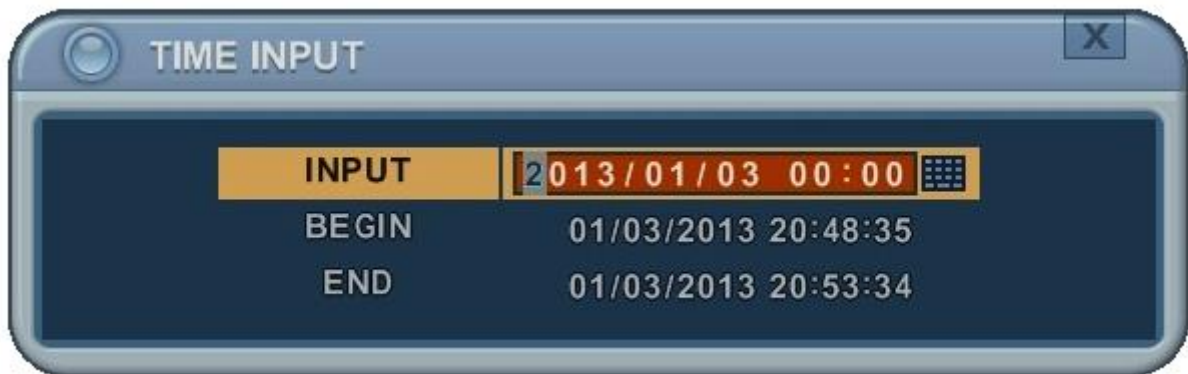 TIME INPUT X
INPUT 2013/01/03 00:00
BEGIN 01/03/2013 20:48:35
END 01/03/2013 20:53:34